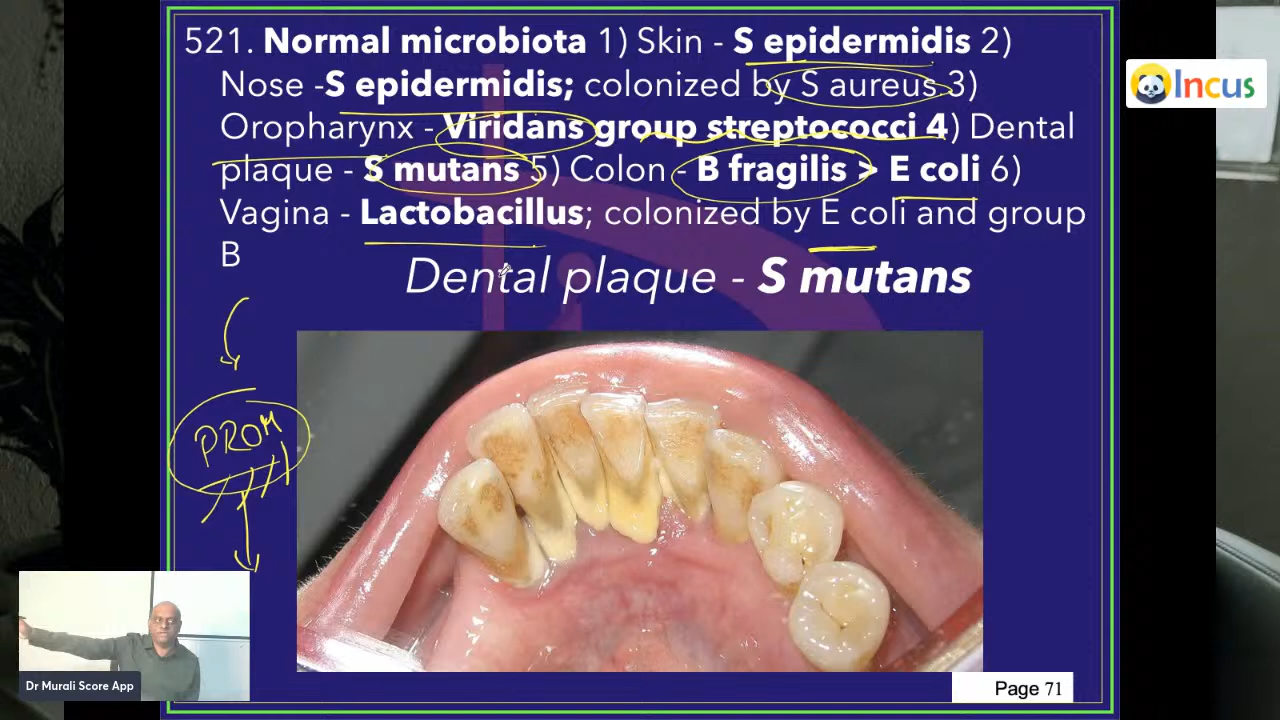 521. Normal microbiota 1) Skin - S epidermidis 2)
Nose -S epidermidis; colonized by S aureus 3)
Oropharynx - Viridans group streptococci 4) Dental
plaque - S mutans 5) Colon - B fragilis > E coli 6)
Vagina - Lactobacillus; colonized by E coli and group
B
Dental plaque - S mutans
PROM
Incus
Dr Murali Score App
Page 71